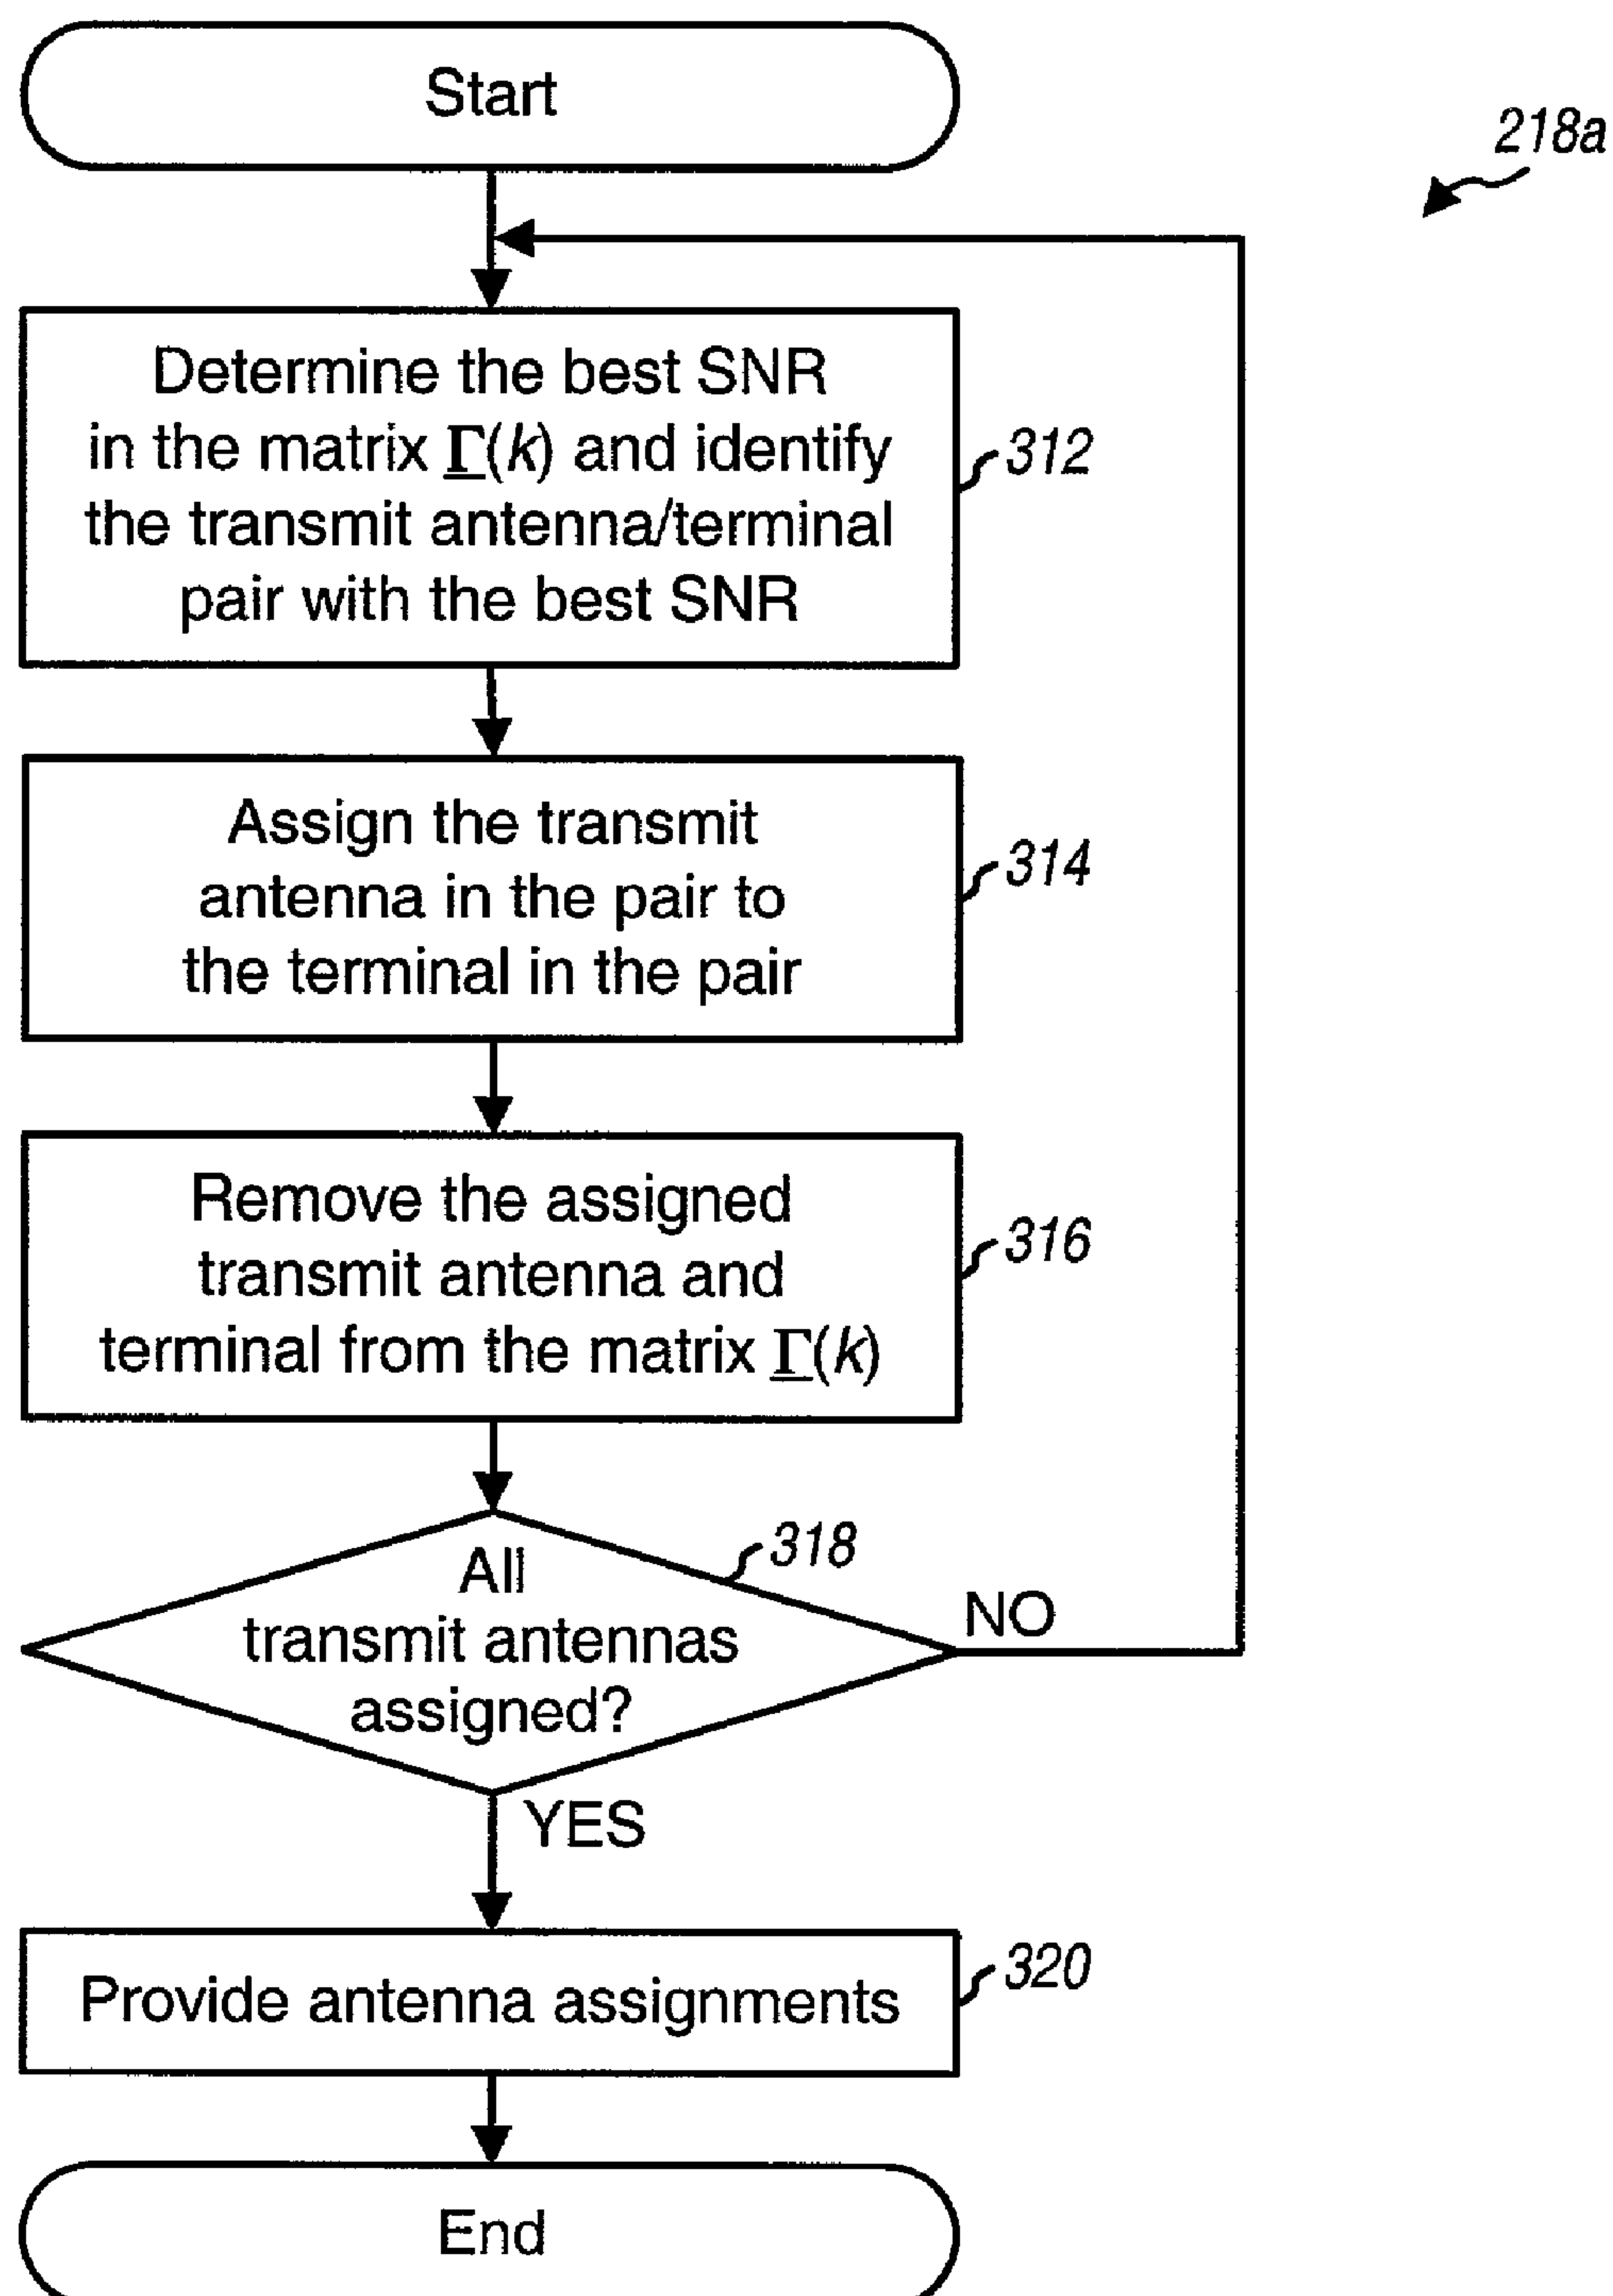 Start
218a
Determine the best SNR
in the matrix Γ(k) and identify
the transmit antenna/terminal
pair with the best SNR
312
Assign the transmit
antenna in the pair to
the terminal in the pair
314
Remove the assigned
transmit antenna and
terminal from the matrix Γ(k)
316
All
transmit antennas
assigned?
318
NO
YES
Provide antenna assignments
320
End